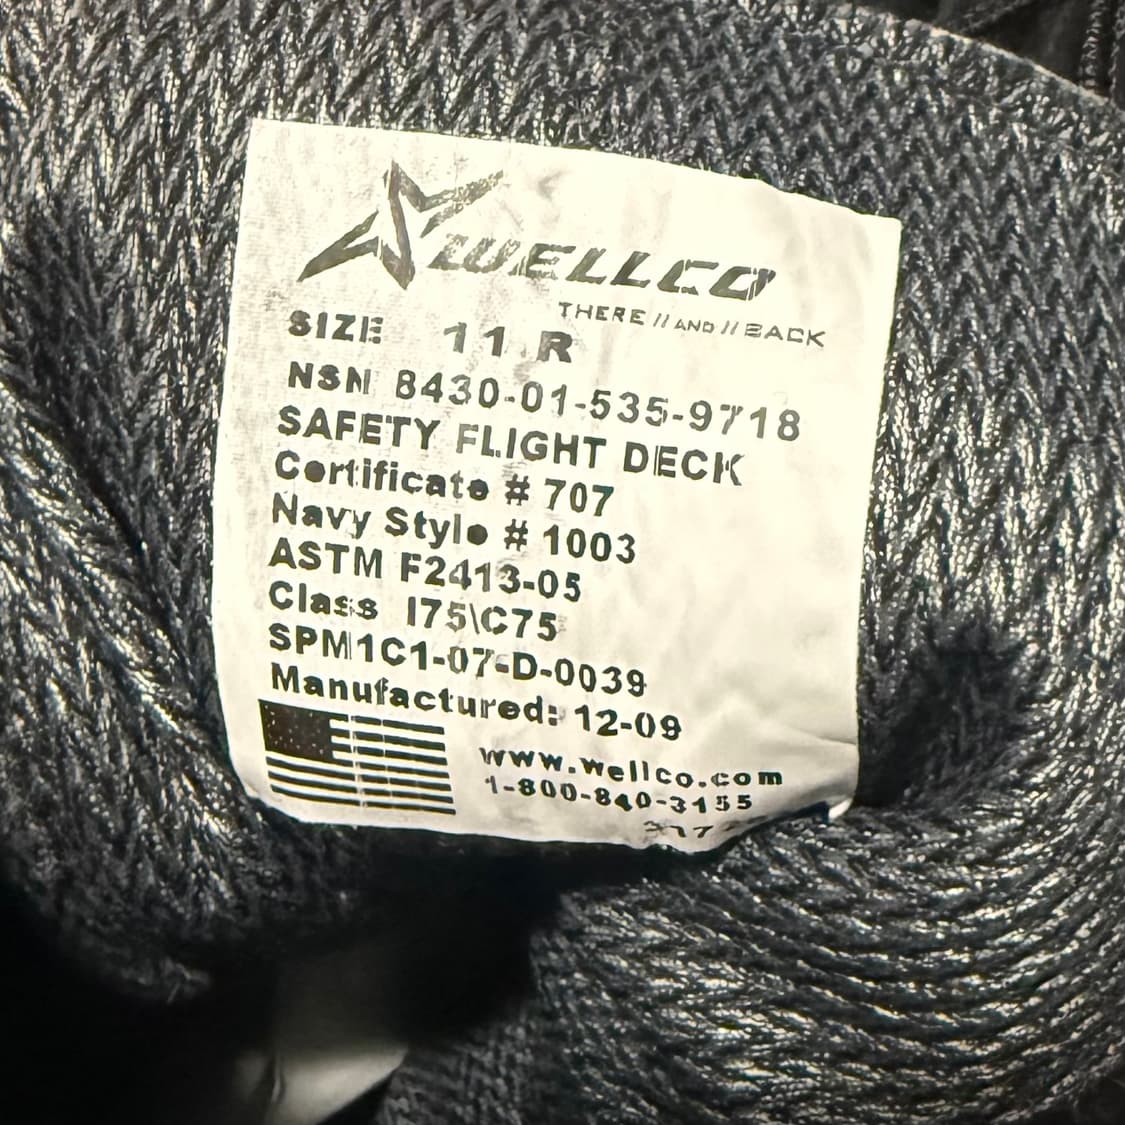 WELLCO
THERE // AND // BACK
SIZE 11 R
NSN 8430-01-535-9718
SAFETY FLIGHT DECK
Certificate # 707
Navy Style # 1003
ASTM F2413-05
Class I75\C75
SPM1C1-07-D-0039
Manufactured: 12-09
www.wellco.com
1-800-840-3155